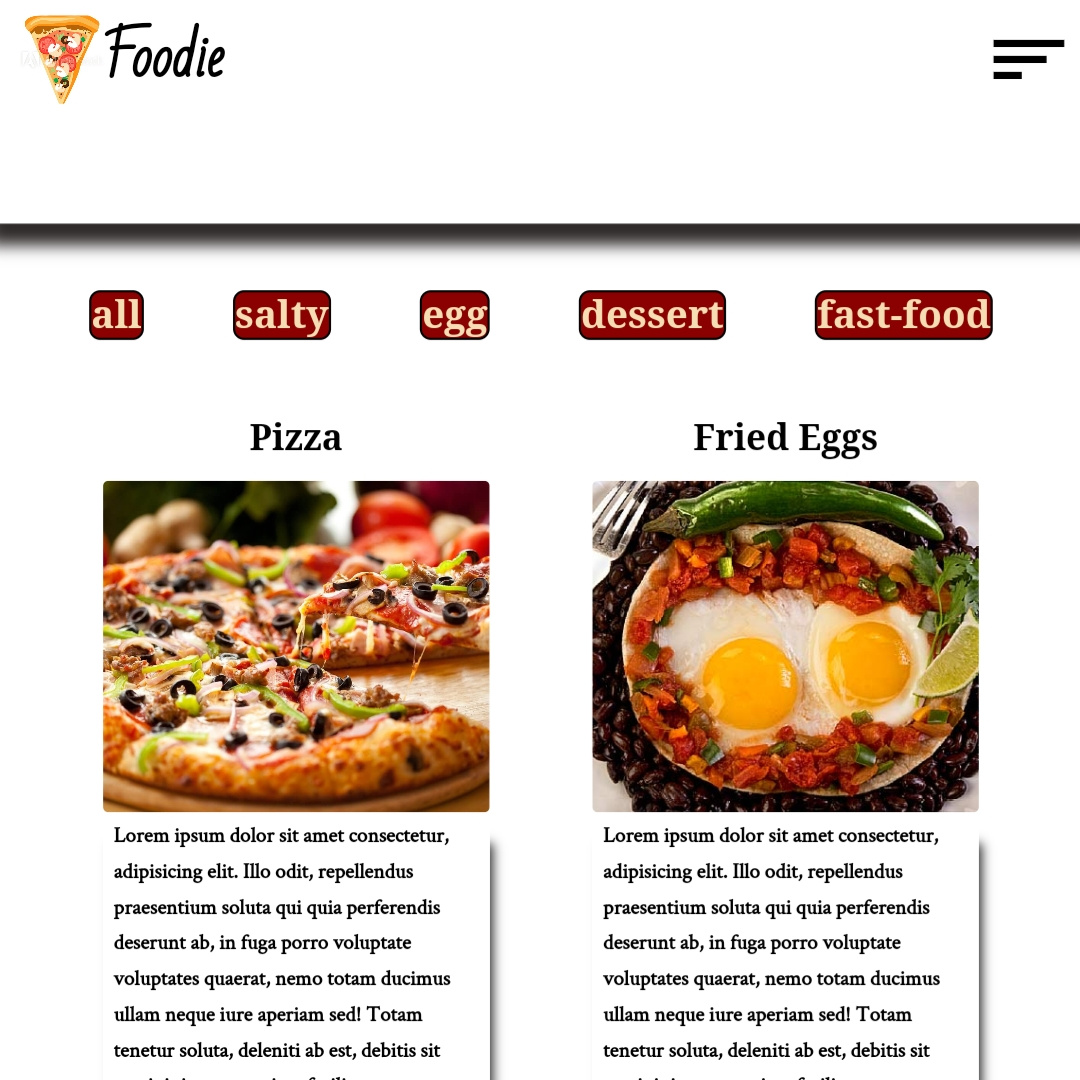 Foodie
all salty egg dessert fast-food
Pizza
Fried Eggs
Lorem ipsum dolor sit amet consectetur,
adipisicing elit. Illo odit, repellendus
praesentium soluta qui quia perferendis
deserunt ab, in fuga porro voluptate
voluptates quaerat, nemo totam ducimus
ullam neque iure aperiam sed! Totam
tenetur soluta, deleniti ab est, debitis sit
Lorem ipsum dolor sit amet consectetur,
adipisicing elit. Illo odit, repellendus
praesentium soluta qui quia perferendis
deserunt ab, in fuga porro voluptate
voluptates quaerat, nemo totam ducimus
ullam neque iure aperiam sed! Totam
tenetur soluta, deleniti ab est, debitis sit